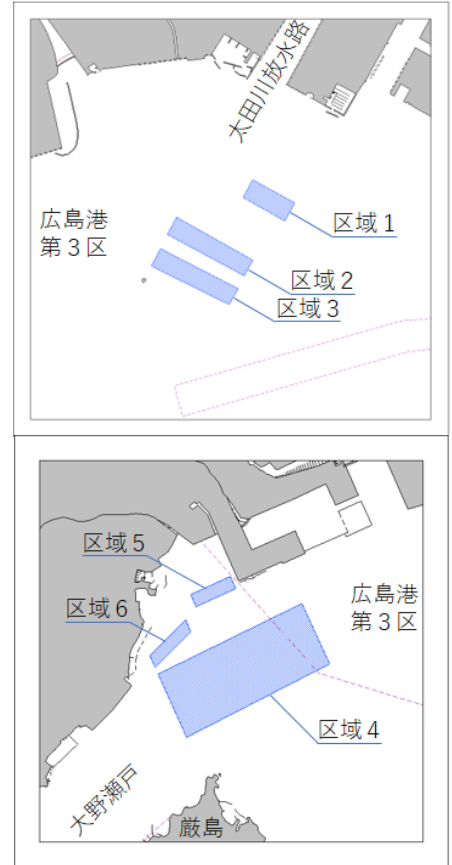 太田川放水路
広島港
第３区
区域１
区域２
区域３
区域５
区域６
広島港
第３区
区域４
大野瀬戸
厳島